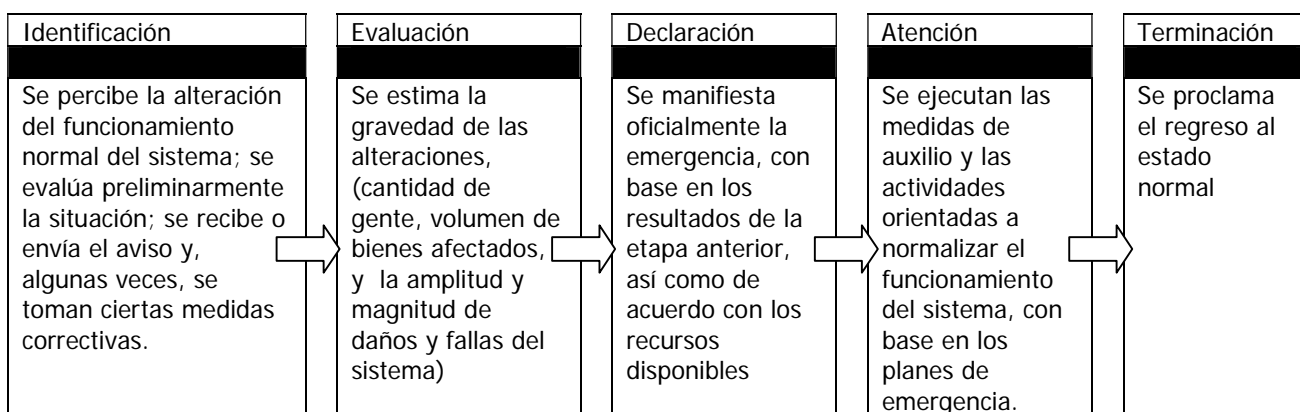 Identificación
Se percibe la alteración
del funcionamiento
normal del sistema; se
evalúa preliminarmente
la situación; se recibe o
envía el aviso y,
algunas veces, se
toman ciertas medidas
correctivas.
Evaluación
Se estima la
gravedad de las
alteraciones,
(cantidad de
gente, volumen de
bienes afectados,
y la amplitud y
magnitud de
daños y fallas del
sistema)
Declaración
Se manifiesta
oficialmente la
emergencia, con
base en los
resultados de la
etapa anterior,
así como de
acuerdo con los
recursos
disponibles
Atención
Se ejecutan las
medidas de
auxilio y las
actividades
orientadas a
normalizar el
funcionamiento
del sistema, con
base en los
planes de
emergencia.
Terminación
Se proclama
el regreso al
estado
normal